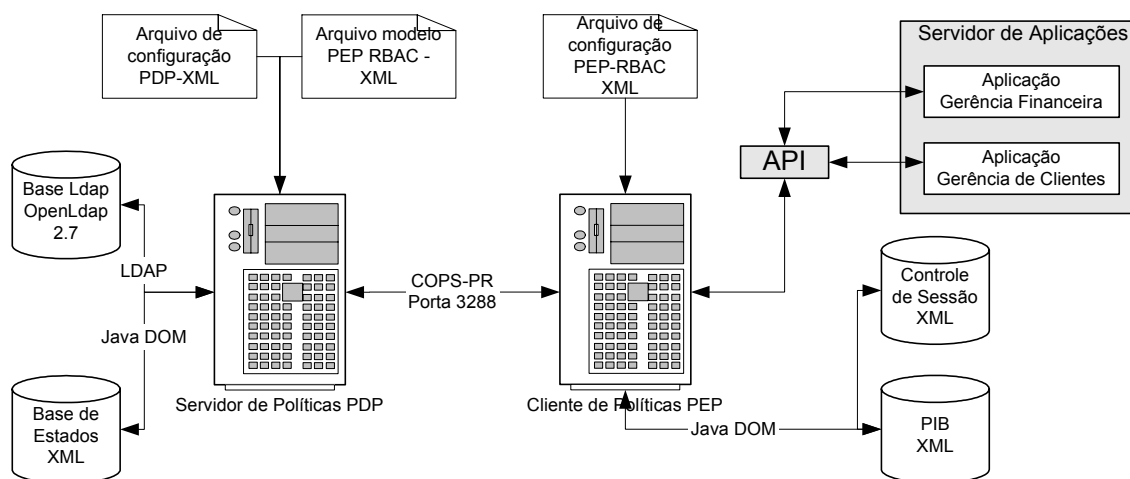 Arquivo de
configuração
PDP-XML
Arquivo modelo
PEP RBAC -
XML
Arquivo de
configuração
PEP-RBAC
XML
Servidor de Aplicações
Aplicação
Gerência Financeira
Aplicação
Gerência de Clientes
API
Base Ldap
OpenLdap
2.7
LDAP
Java DOM
Base de
Estados
XML
Servidor de Políticas PDP
COPS-PR
Porta 3288
Cliente de Políticas PEP
Java DOM
Controle
de Sessão
XML
PIB
XML